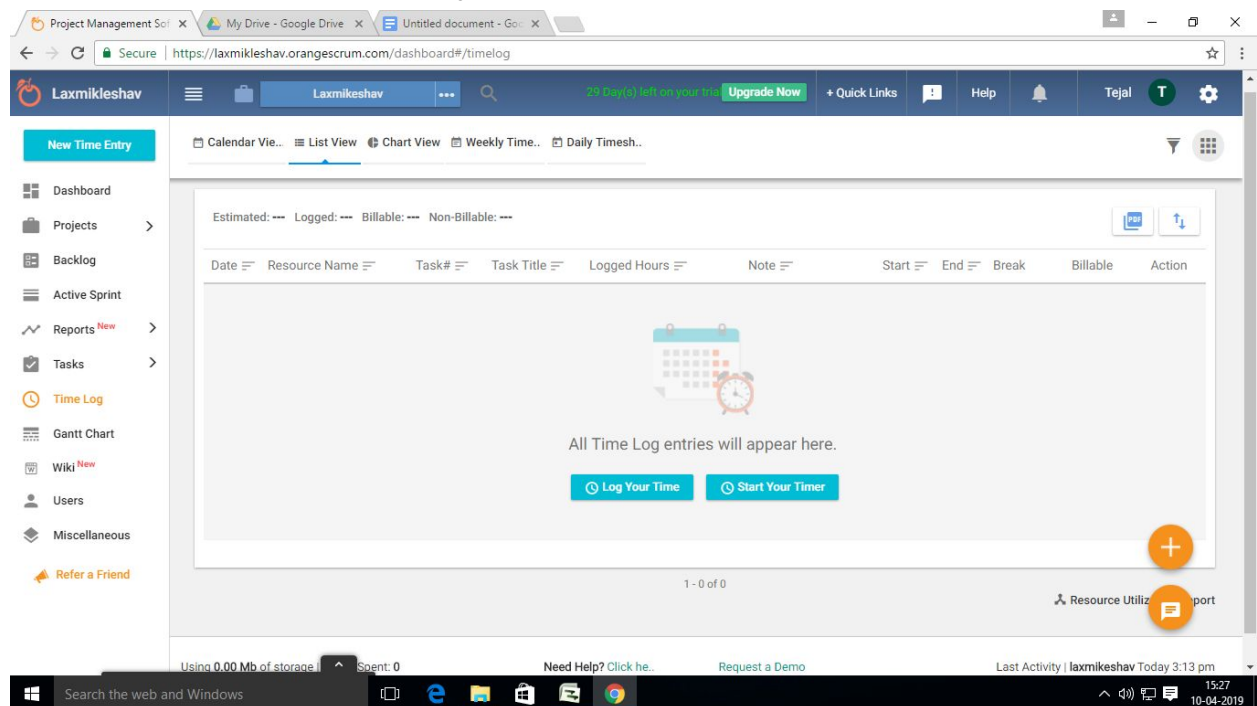 Project Management Sof
My Drive - Google Drive
Untitled document - Goo
Secure | https://laxmikleshav.orangescrum.com/dashboard#/timelog
Laxmikleshav
Laxmikeshav
29 Day(s) left on your trial
Upgrade Now
+ Quick Links
Help
Tejal
T
New Time Entry
Calendar Vie... List View Chart View Weekly Time.. Daily Timesh..
Dashboard
Projects
Backlog
Active Sprint
Reports New
Tasks
Time Log
Gantt Chart
Wiki New
Users
Miscellaneous
Refer a Friend
Estimated: --- Logged: --- Billable: --- Non-Billable: ---
PDF
Date Resource Name Task# Task Title Logged Hours Note Start End Break Billable Action
All Time Log entries will appear here.
Log Your Time Start Your Timer
1 - 0 of 0
Resource Utiliz port
Using 0.00 Mb of storage | Spent: 0 Need Help? Click he.. Request a Demo Last Activity | laxmikeshav Today 3:13 pm
Search the web and Windows
15:27
10-04-2019